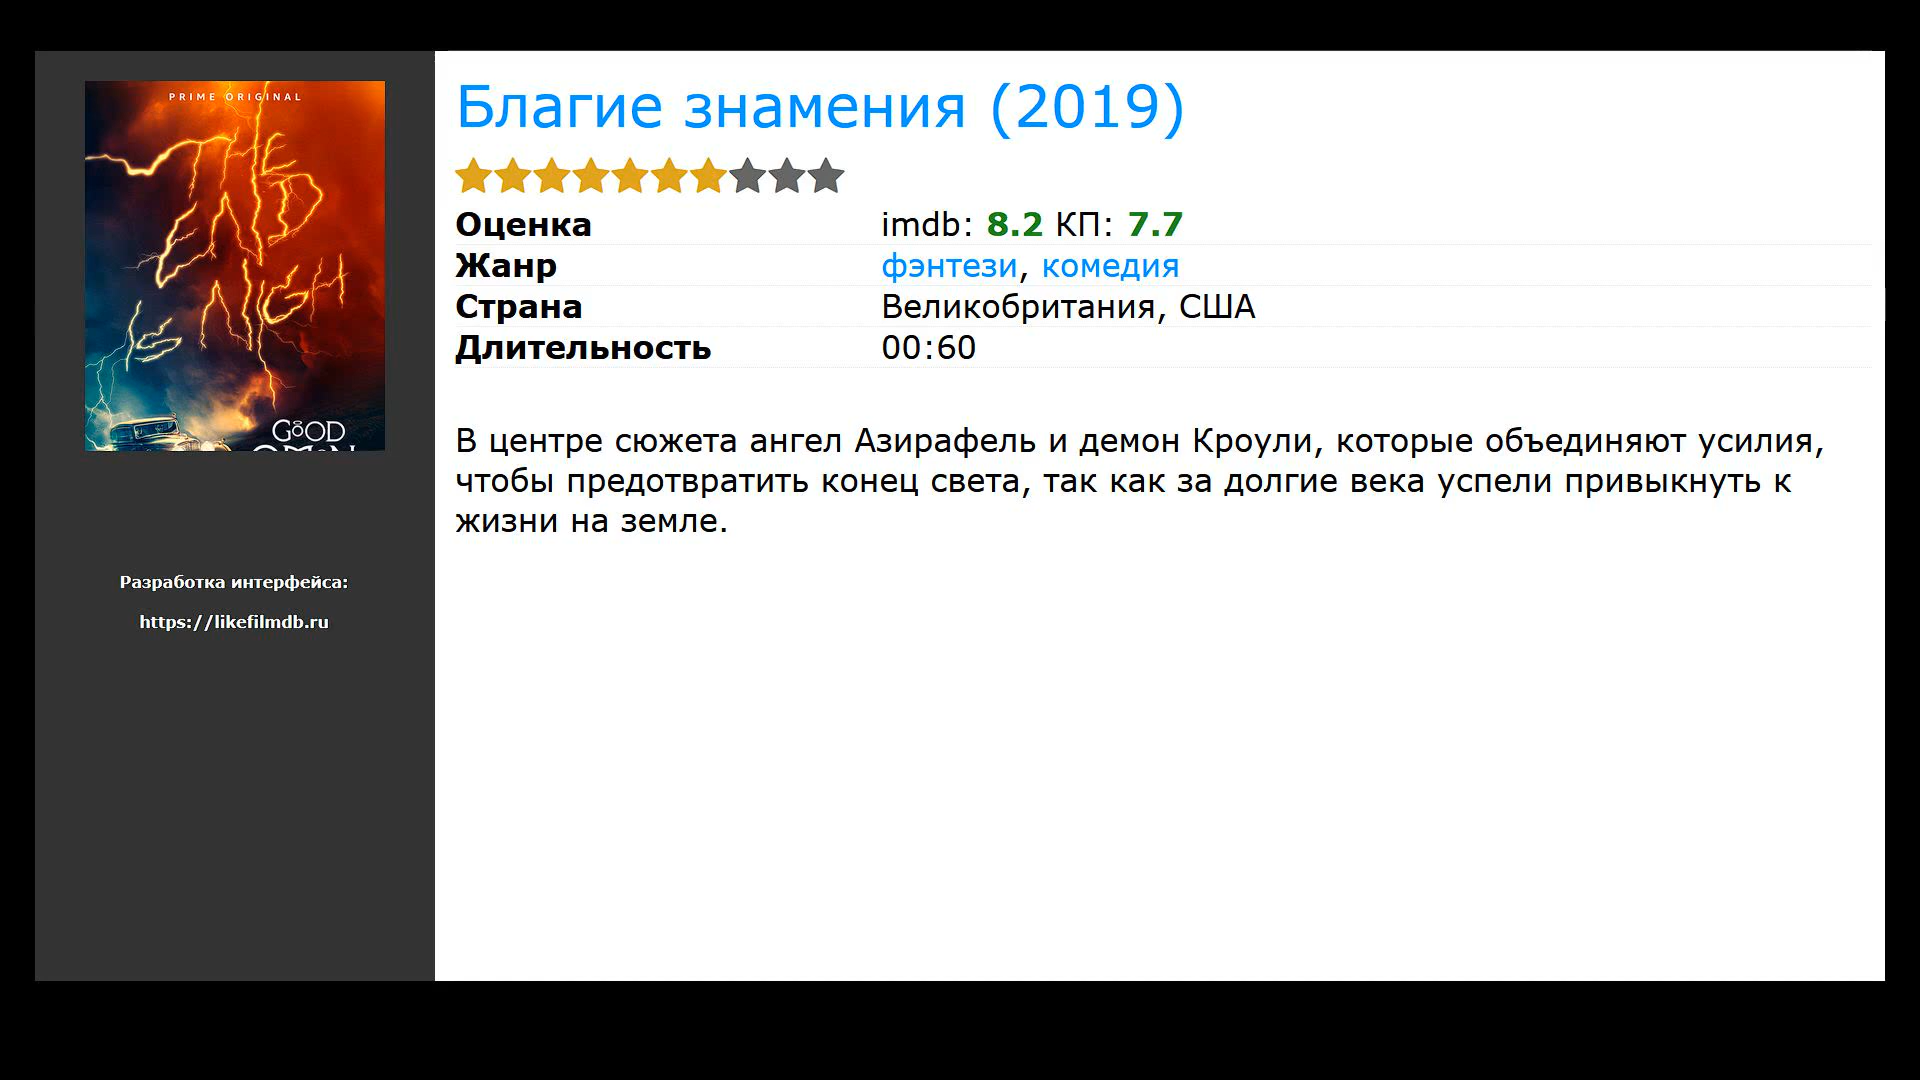 PRIME ORIGINAL
THE
END
IS NIGH
GOOD
Разработка интерфейса:
https://likefilmdb.ru
Благие знамения (2019)
Оценка imdb: 8.2 КП: 7.7
Жанр фэнтези, комедия
Страна Великобритания, США
Длительность 00:60
В центре сюжета ангел Азирафель и демон Кроули, которые объединяют усилия,
чтобы предотвратить конец света, так как за долгие века успели привыкнуть к
жизни на земле.